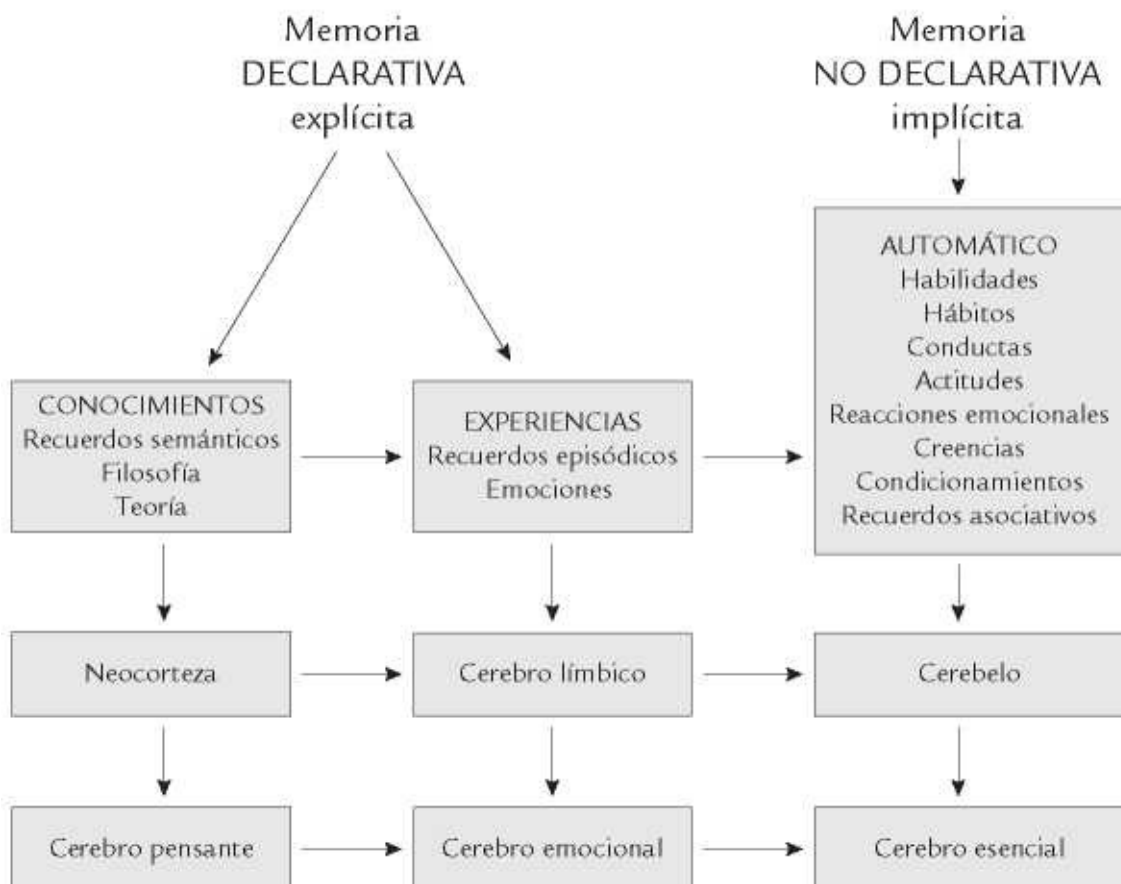 Memoria
DECLARATIVA
explícita
Memoria
NO DECLARATIVA
implícita
CONOCIMIENTOS
Recuerdos semánticos
Filosofía
Teoría
EXPERIENCIAS
Recuerdos episódicos
Emociones
AUTOMÁTICO
Habilidades
Hábitos
Conductas
Actitudes
Reacciones emocionales
Creencias
Condicionamientos
Recuerdos asociativos
Neocorteza
Cerebro límbico
Cerebelo
Cerebro pensante
Cerebro emocional
Cerebro esencial